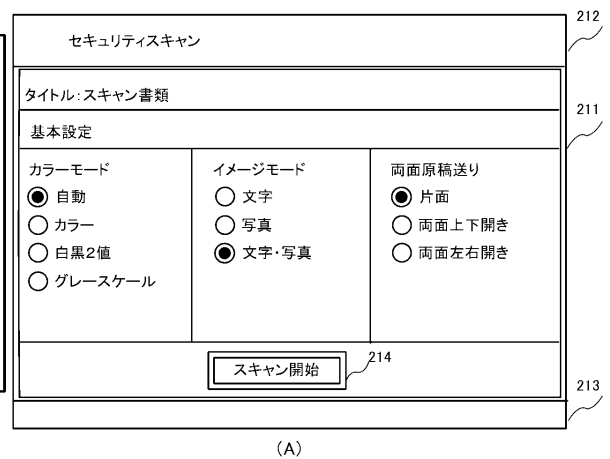 212
セキュリティスキャン
タイトル:スキャン書類
211
基本設定
カラーモード
自動
カラー
白黒2値
グレースケール
イメージモード
文字
写真
文字・写真
両面原稿送り
片面
両面上下開き
両面左右開き
スキャン開始
214
213
(A)